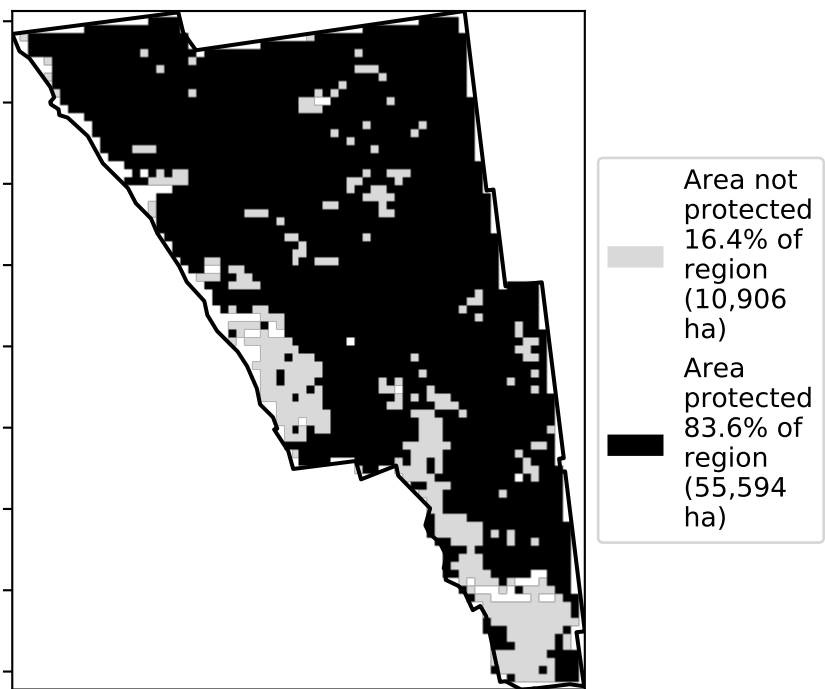 Area not
protected
16.4% of
region
(10,906
ha)
Area
protected
83.6% of
region
(55,594
ha)